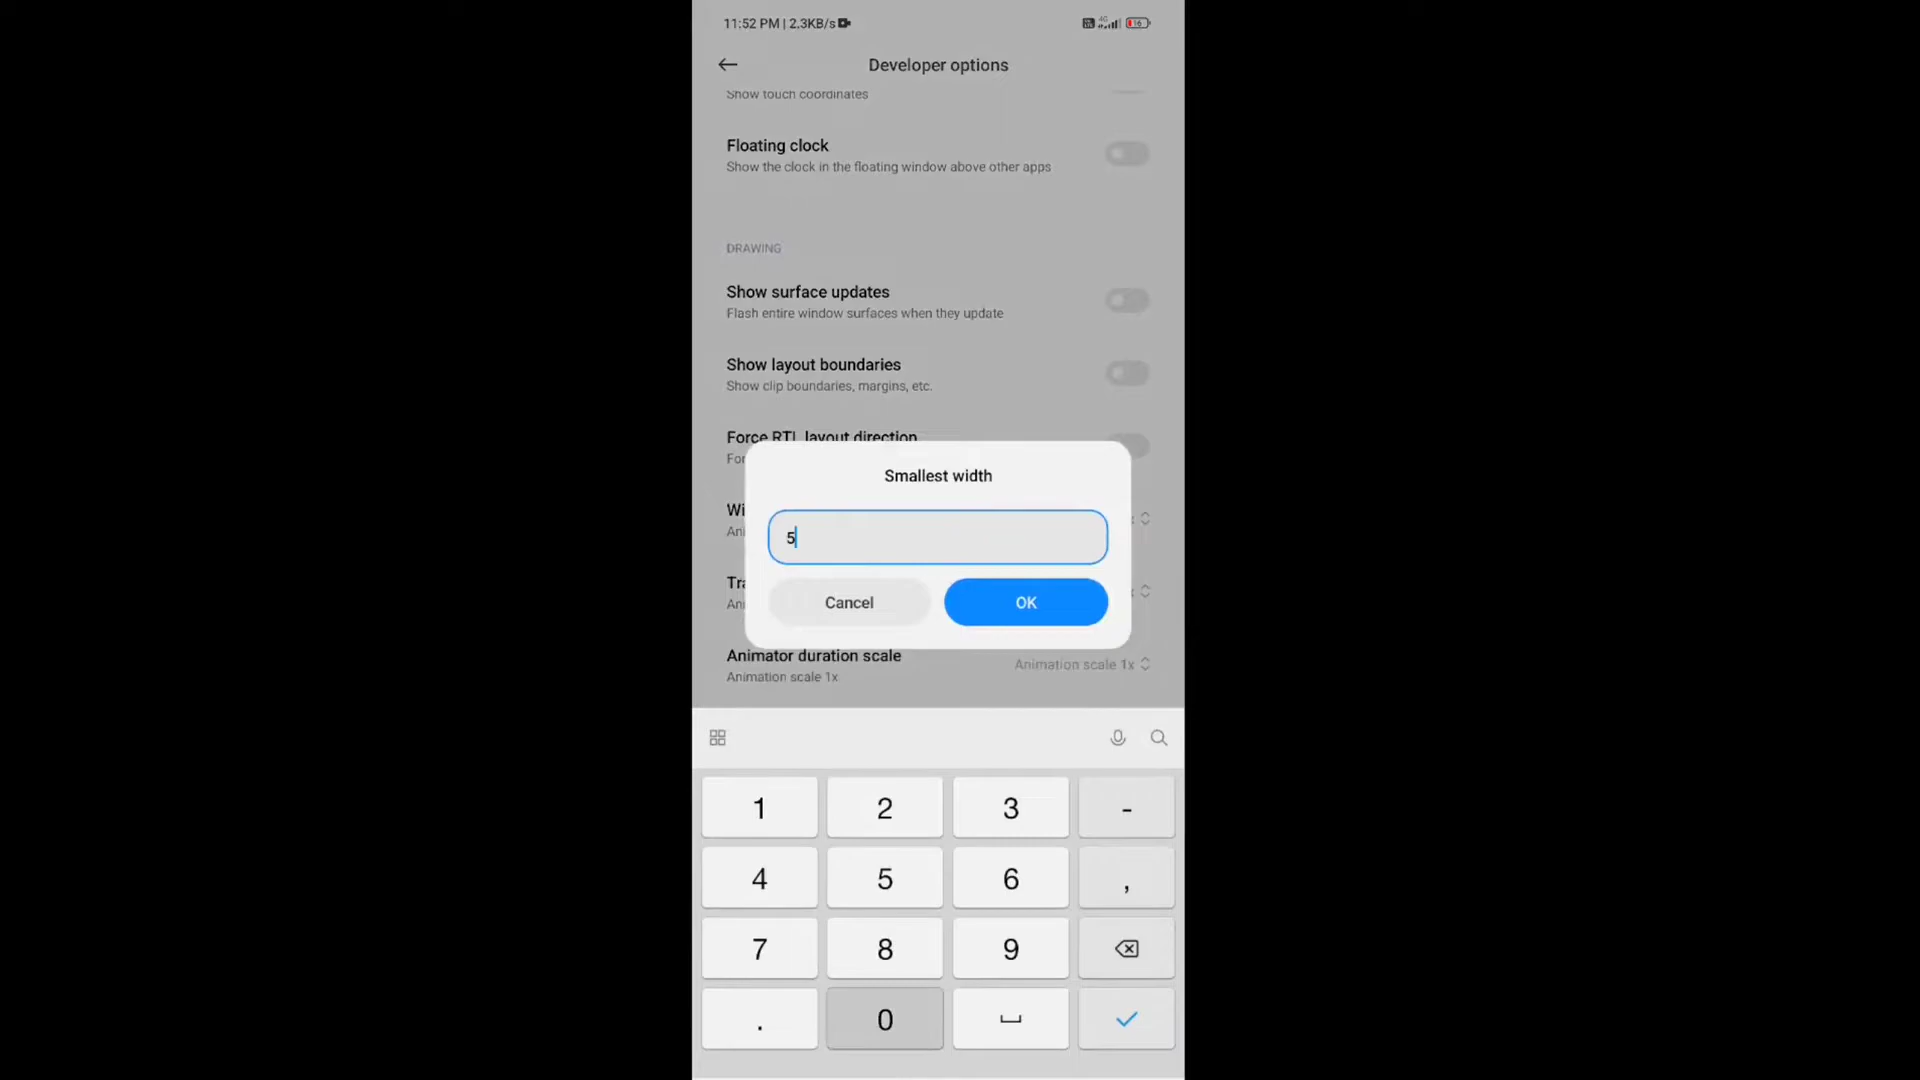 11:52 PM | 2.3KB/s
4G
16
Developer options
Show touch coordinates
Floating clock
Show the clock in the floating window above other apps
DRAWING
Show surface updates
Flash entire window surfaces when they update
Show layout boundaries
Show clip boundaries, margins, etc.
Force RTL layout direction
For
Smallest width
Wi
Ani
5
Tra
Ani
Cancel
OK
Animator duration scale
Animation scale 1x
Animation scale 1x
1 2 3 -
4 5 6 ,
7 8 9
. 0